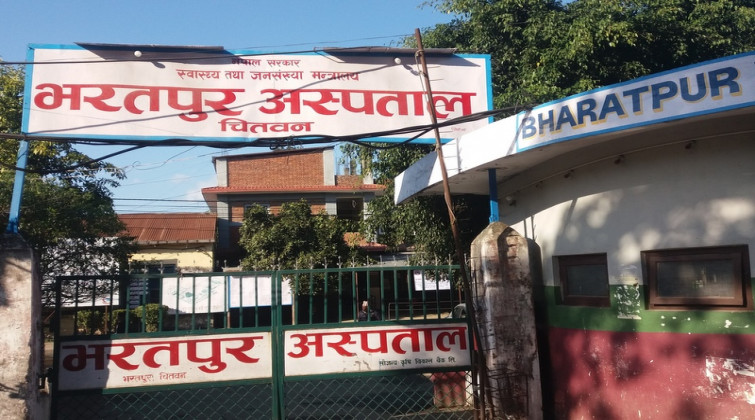 नेपाल सरकार
स्वास्थ्य तथा जनसंख्या मन्त्रालय
भरतपुर अस्पताल
चितवन
BHARATPUR
भरतपुर अस्पताल
भरतपुर चितवन
कृषि विकास बैंक लि.